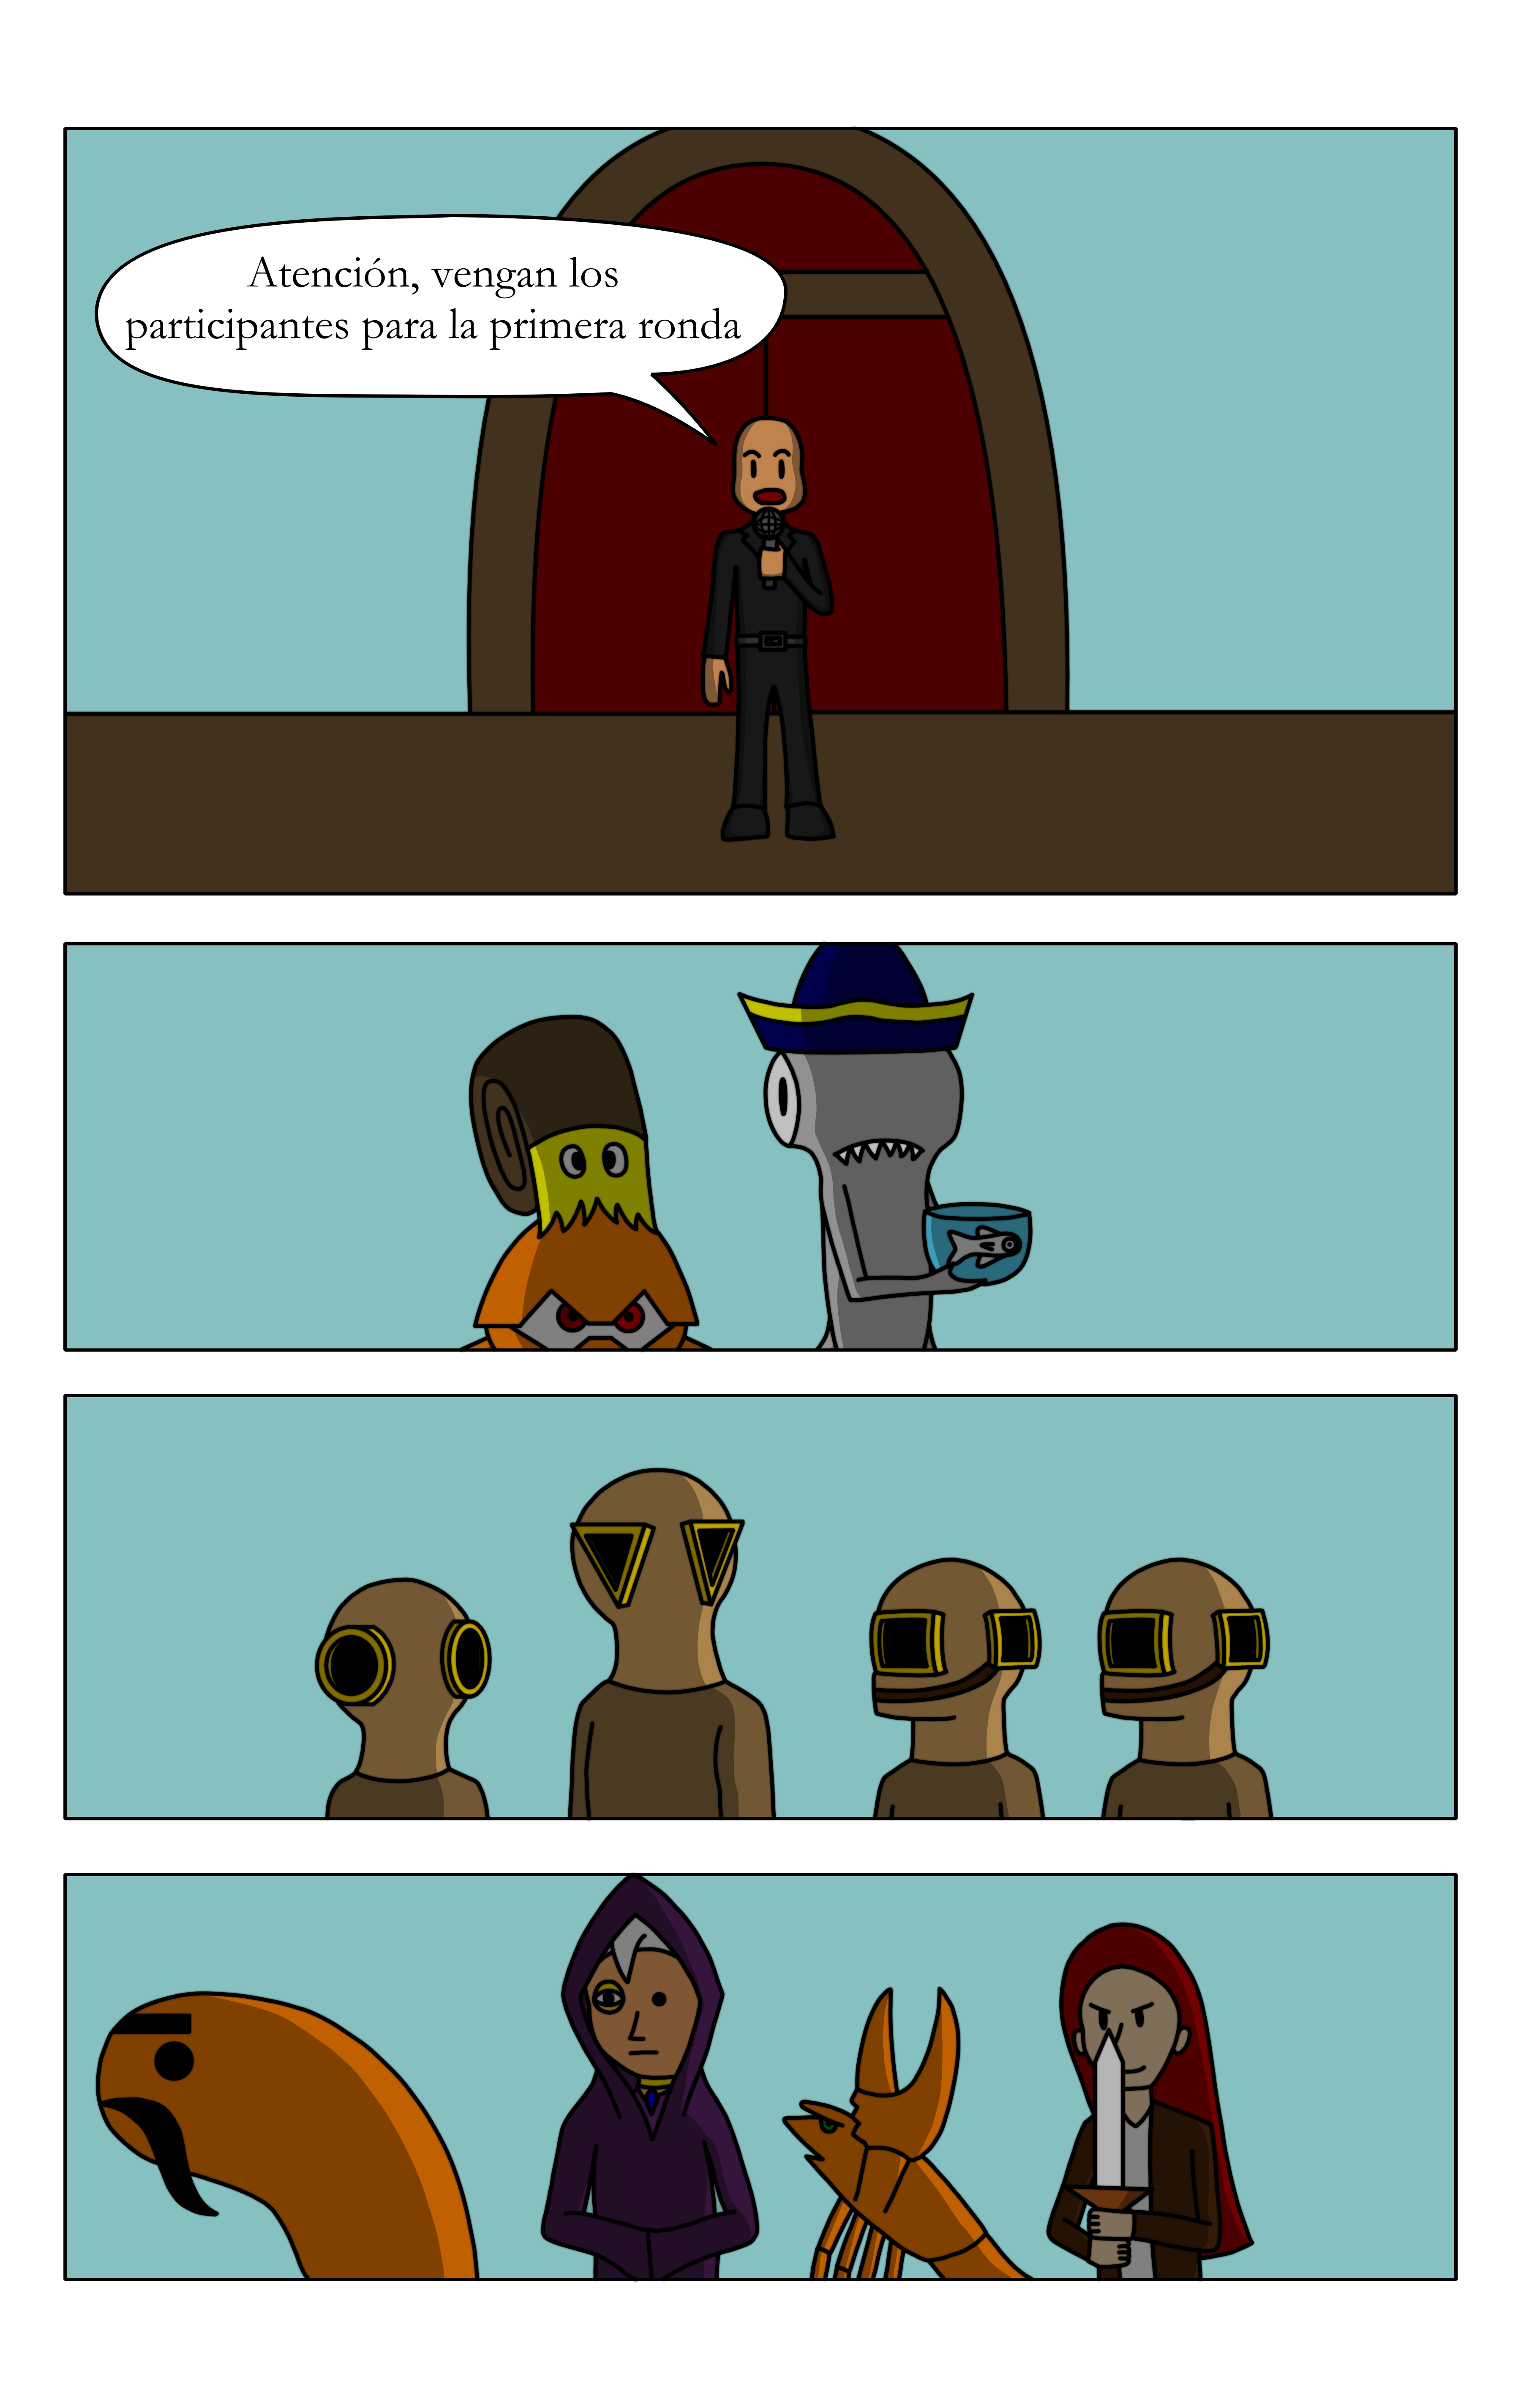 Atención, vengan los
participantes para la primera ronda